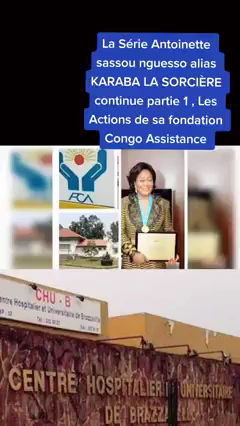 La Série Antoinette
sassou nguesso alias
KARABA LA SORCIÈRE
continue partie 1 , Les
Actions de sa fondation
Congo Assistance
FCA
CHU - B
Centre Hospitalier et Universitaire de Brazzaville
CENTRE HOSPITALIER UNIVERSITAIRE
DE BRAZZA